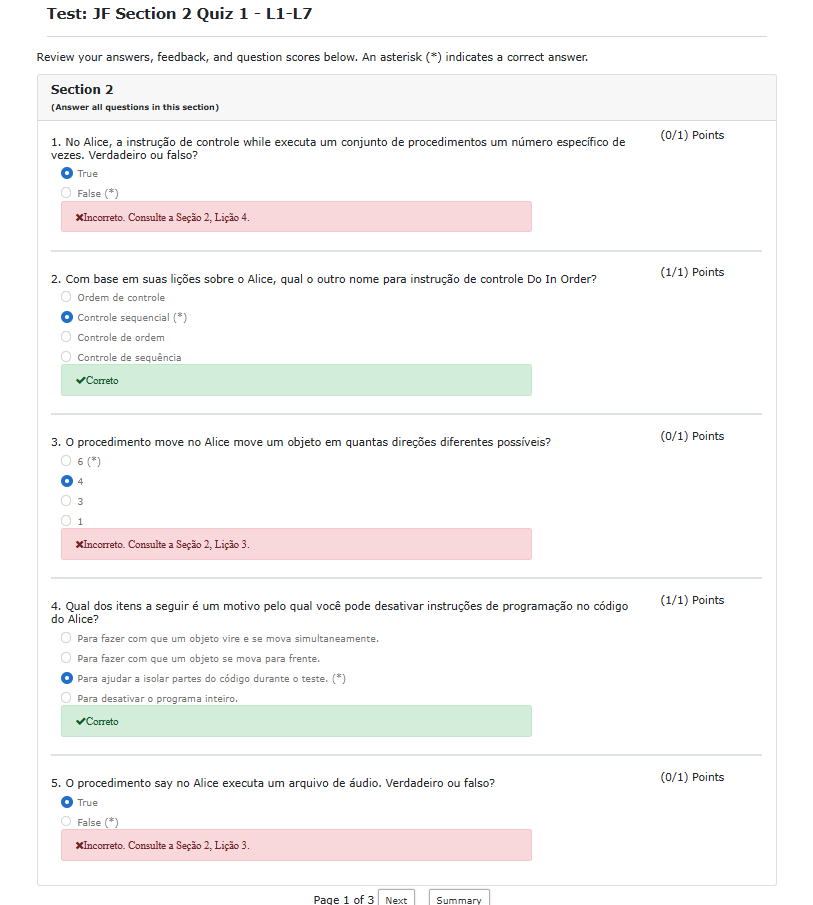 Test: JF Section 2 Quiz 1 - L1-L7
Review your answers, feedback, and question scores below. An asterisk (*) indicates a correct answer.
Section 2
(Answer all questions in this section)
1. No Alice, a instrução de controle while executa um conjunto de procedimentos um número específico de
vezes. Verdadeiro ou falso?
(0/1) Points
True
False (*)
✖Incorreto. Consulte a Seção 2, Lição 4.
2. Com base em suas lições sobre o Alice, qual o outro nome para instrução de controle Do In Order?
(1/1) Points
Ordem de controle
Controle sequencial (*)
Controle de ordem
Controle de sequência
✔Correto
3. O procedimento move no Alice move um objeto em quantas direções diferentes possíveis?
(0/1) Points
6 (*)
4
3
1
✖Incorreto. Consulte a Seção 2, Lição 3.
4. Qual dos itens a seguir é um motivo pelo qual você pode desativar instruções de programação no código
do Alice?
(1/1) Points
Para fazer com que um objeto vire e se mova simultaneamente.
Para fazer com que um objeto se mova para frente.
Para ajudar a isolar partes do código durante o teste. (*)
Para desativar o programa inteiro.
✔Correto
5. O procedimento say no Alice executa um arquivo de áudio. Verdadeiro ou falso?
(0/1) Points
True
False (*)
✖Incorreto. Consulte a Seção 2, Lição 3.
Page 1 of 3 Next Summary